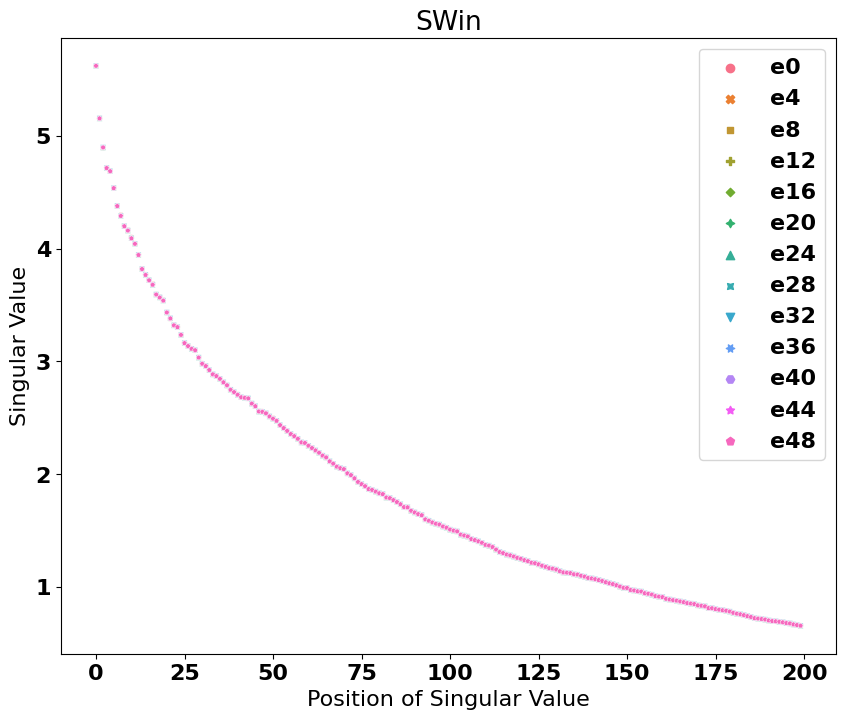 SWin
Singular Value
5
4
3
2
1
0 25 50 75 100 125 150 175 200
Position of Singular Value
e0
e4
e8
e12
e16
e20
e24
e28
e32
e36
e40
e44
e48